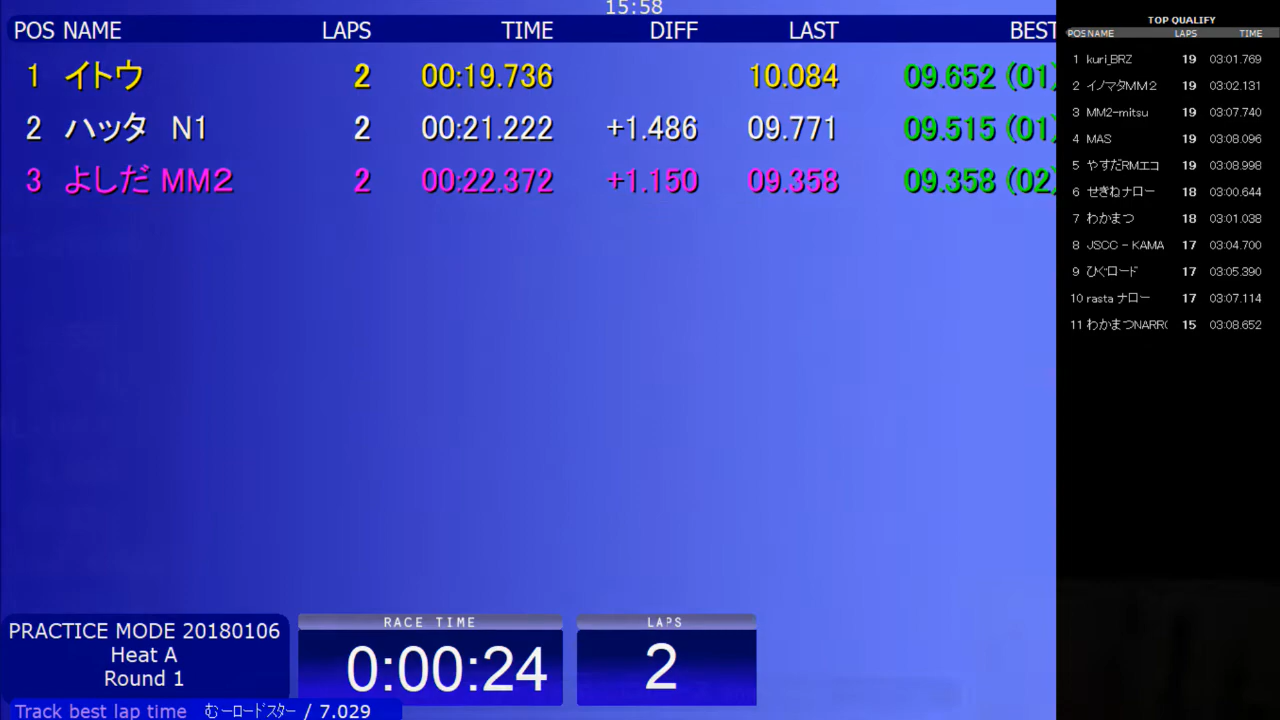 15:58
POS NAME LAPS TIME DIFF LAST BEST
1 イトウ 2 00:19.736 10.084 09.652 (01)
2 ハッタ N1 2 00:21.222 +1.486 09.771 09.515 (01)
3 よしだ MM2 2 00:22.372 +1.150 09.358 09.358 (02)
PRACTICE MODE 20180106
Heat A
Round 1
RACE TIME
0:00:24
LAPS
2
Track best lap time むーロードスター / 7.029
TOP QUALIFY
POS NAME LAPS TIME
1 kuri_BRZ 19 03:01.769
2 イノマタMM2 19 03:02.131
3 MM2-mitsu 19 03:07.740
4 MAS 19 03:08.096
5 やすだRMエコ 19 03:08.998
6 せきねナロー 18 03:00.644
7 わかまつ 18 03:01.038
8 JSCC - KAMA 17 03:04.700
9 ひぐロード 17 03:05.390
10 rasta ナロー 17 03:07.114
11 わかまつNARR 15 03:08.652